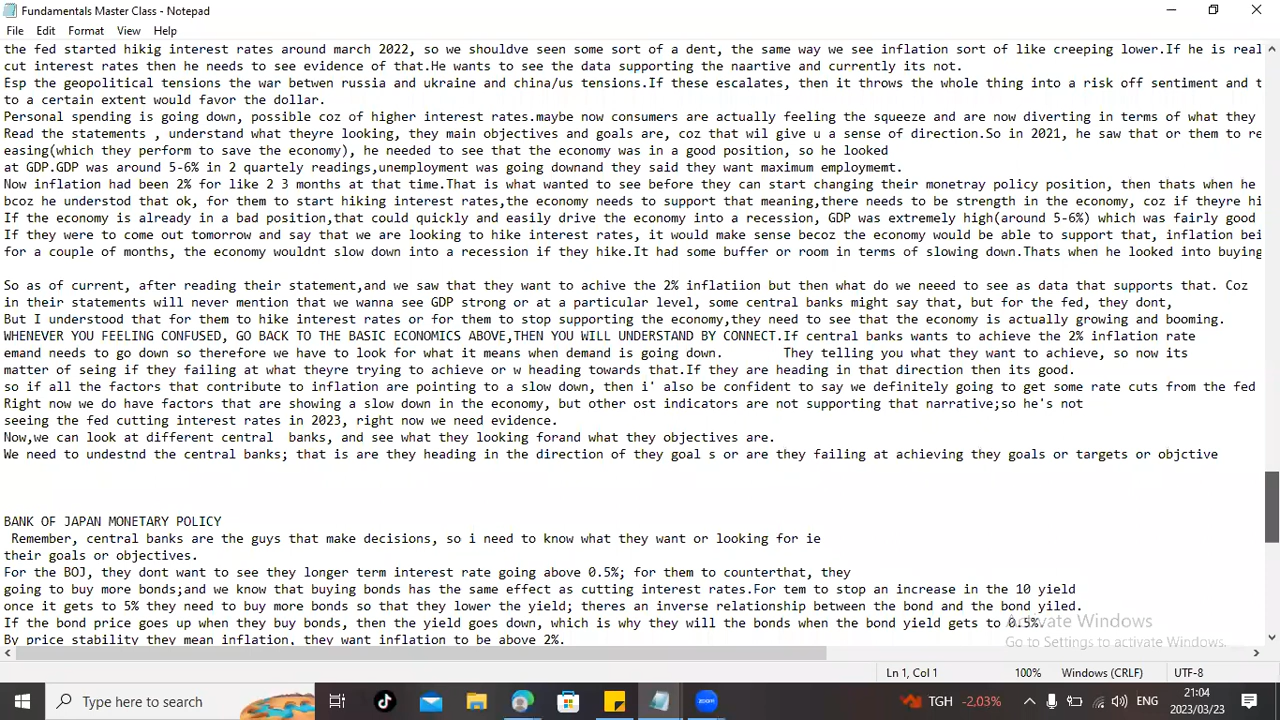 Fundamentals Master Class - Notepad
File Edit Format View Help
the fed started hikig interest rates around march 2022, so we shouldve seen some sort of a dent, the same way we see inflation sort of like creeping lower.If he is real
cut interest rates then he needs to see evidence of that.He wants to see the data supporting the naartive and currently its not.
Esp the geopolitical tensions the war betwen russia and ukraine and china/us tensions.If these escalates, then it throws the whole thing into a risk off sentiment and t
to a certain extent would favor the dollar.
Personal spending is going down, possible coz of higher interest rates.maybe now consumers are actually feeling the squeeze and are now diverting in terms of what they
Read the statements , understand what theyre looking, they main objectives and goals are, coz that wil give u a sense of direction.So in 2021, he saw that or them to re
easing(which they perform to save the economy), he needed to see that the economy was in a good position, so he looked
at GDP.GDP was around 5-6% in 2 quartely readings,unemployment was going downand they said they want maximum employmemt.
Now inflation had been 2% for like 2 3 months at that time.That is what wanted to see before they can start changing their monetray policy position, then thats when he
bcoz he understod that ok, for them to start hiking interest rates,the economy needs to support that meaning,there needs to be strength in the economy, coz if theyre hi
If the economy is already in a bad position,that could quickly and easily drive the economy into a recession, GDP was extremely high(around 5-6%) which was fairly good
If they were to come out tomorrow and say that we are looking to hike interest rates, it would make sense becoz the economy would be able to support that, inflation bei
for a couple of months, the economy wouldnt slow down into a recession if they hike.It had some buffer or room in terms of slowing down.Thats when he looked into buying
So as of current, after reading their statement,and we saw that they want to achive the 2% inflatiion but then what do we neeed to see as data that supports that. Coz
in their statements will never mention that we wanna see GDP strong or at a particular level, some central banks might say that, but for the fed, they dont,
But I understood that for them to hike interest rates or for them to stop supporting the economy,they need to see that the economy is actually growing and booming.
WHENEVER YOU FEELING CONFUSED, GO BACK TO THE BASIC ECONOMICS ABOVE,THEN YOU WILL UNDERSTAND BY CONNECT.If central banks wants to achieve the 2% inflation rate
emand needs to go down so therefore we have to look for what it means when demand is going down. They telling you what they want to achieve, so now its
matter of seing if they failing at what theyre trying to achieve or w heading towards that.If they are heading in that direction then its good.
so if all the factors that contribute to inflation are pointing to a slow down, then i' also be confident to say we definitely going to get some rate cuts from the fed
Right now we do have factors that are showing a slow down in the economy, but other ost indicators are not supporting that narrative;so he's not
seeing the fed cutting interest rates in 2023, right now we need evidence.
Now,we can look at different central banks, and see what they looking forand what they objectives are.
We need to undestnd the central banks; that is are they heading in the direction of they goal s or are they failing at achieving they goals or targets or objctive
BANK OF JAPAN MONETARY POLICY
Remember, central banks are the guys that make decisions, so i need to know what they want or looking for ie
their goals or objectives.
For the BOJ, they dont want to see they longer term interest rate going above 0.5%; for them to counterthat, they
going to buy more bonds;and we know that buying bonds has the same effect as cutting interest rates.For tem to stop an increase in the 10 yield
once it gets to 5% they need to buy more bonds so that they lower the yield; theres an inverse relationship between the bond and the bond yiled.
If the bond price goes up when they buy bonds, then the yield goes down, which is why they will the bonds when the bond yield gets to 0.5%.
By price stability they mean inflation, they want inflation to be above 2%.
Activate Windows
Go to Settings to activate Windows.
Ln 1, Col 1 100% Windows (CRLF) UTF-8
Type here to search
zoom
TGH -2,03% ENG 21:04 2023/03/23